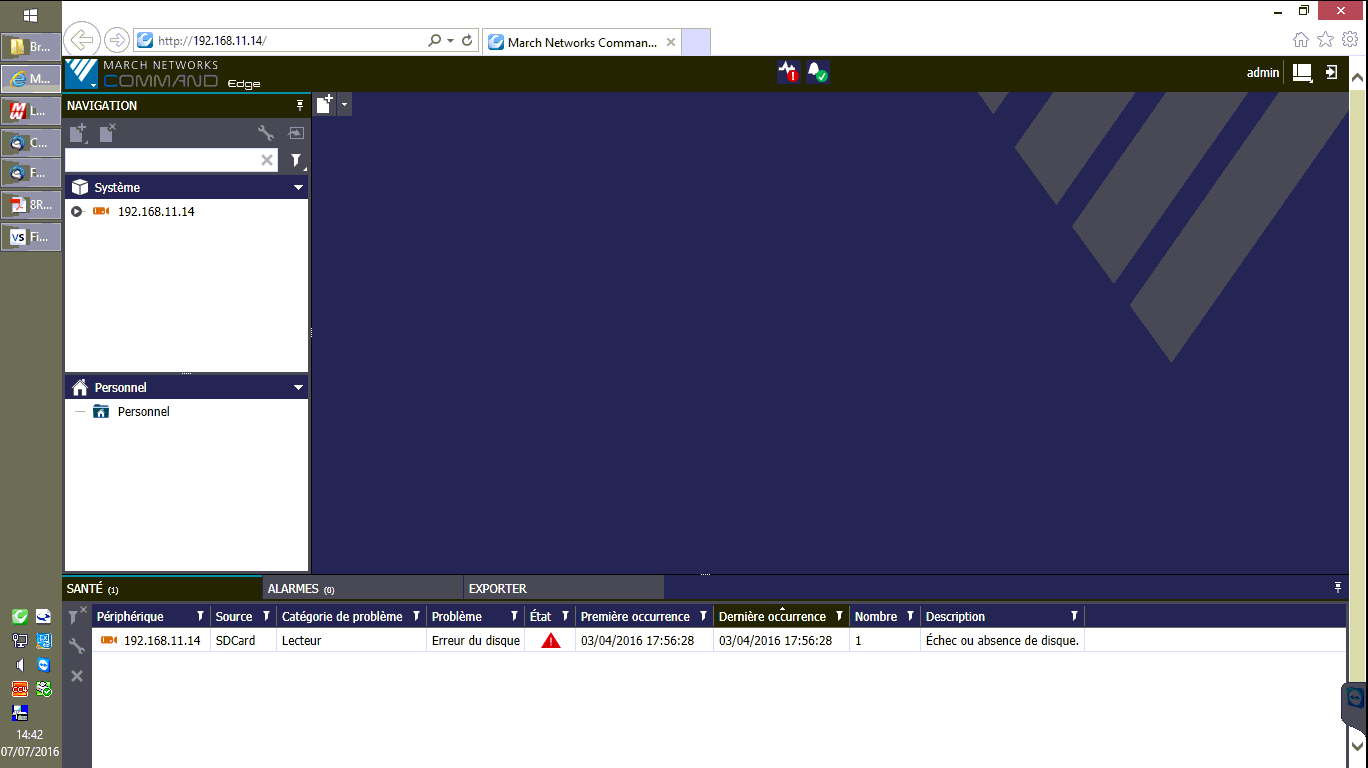 Br...
http://192.168.11.14/
March Networks Comman...
M...
MARCH NETWORKS
COMMAND Edge
admin
L...
NAVIGATION
C...
F...
Système
8R...
192.168.11.14
vs Fi...
Personnel
Personnel
SANTÉ (1)
ALARMES (0)
EXPORTER
Périphérique Source Catégorie de problème Problème État Première occurrence Dernière occurrence Nombre Description
192.168.11.14 SDCard Lecteur Erreur du disque 03/04/2016 17:56:28 03/04/2016 17:56:28 1 Échec ou absence de disque.
CCL
14:42
07/07/2016